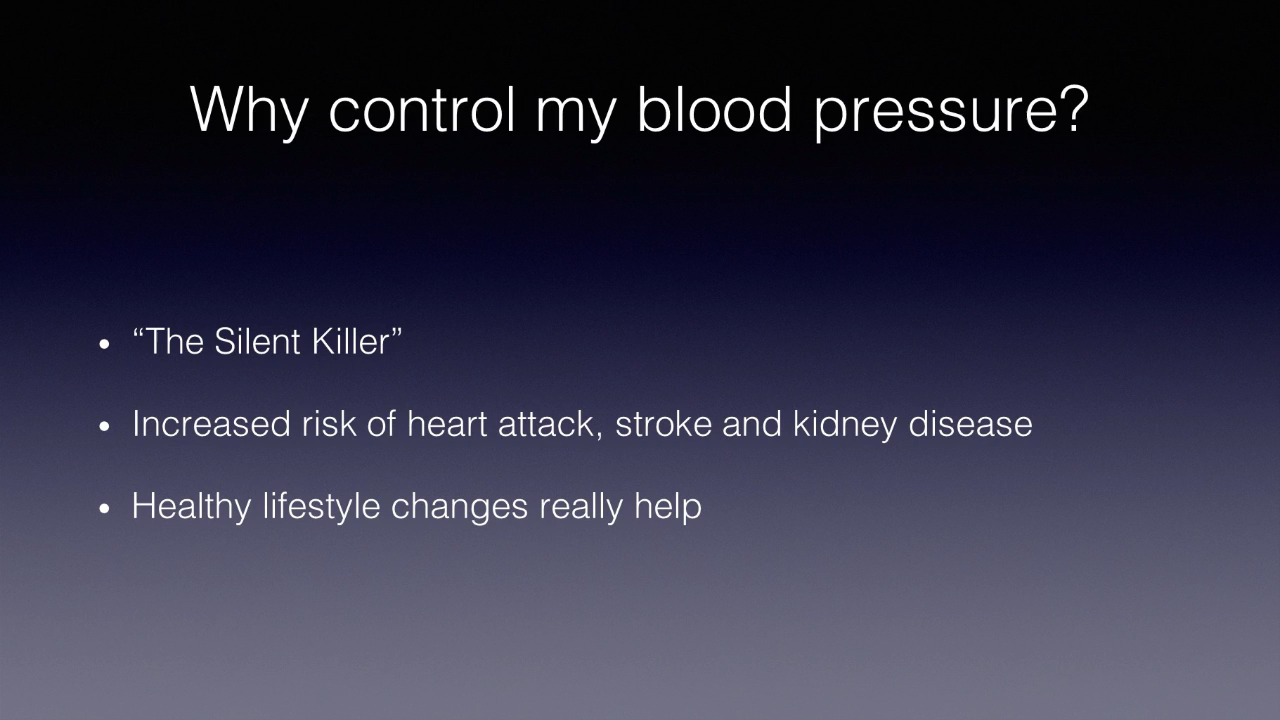 Why control my blood pressure?
• “The Silent Killer”
• Increased risk of heart attack, stroke and kidney disease
• Healthy lifestyle changes really help